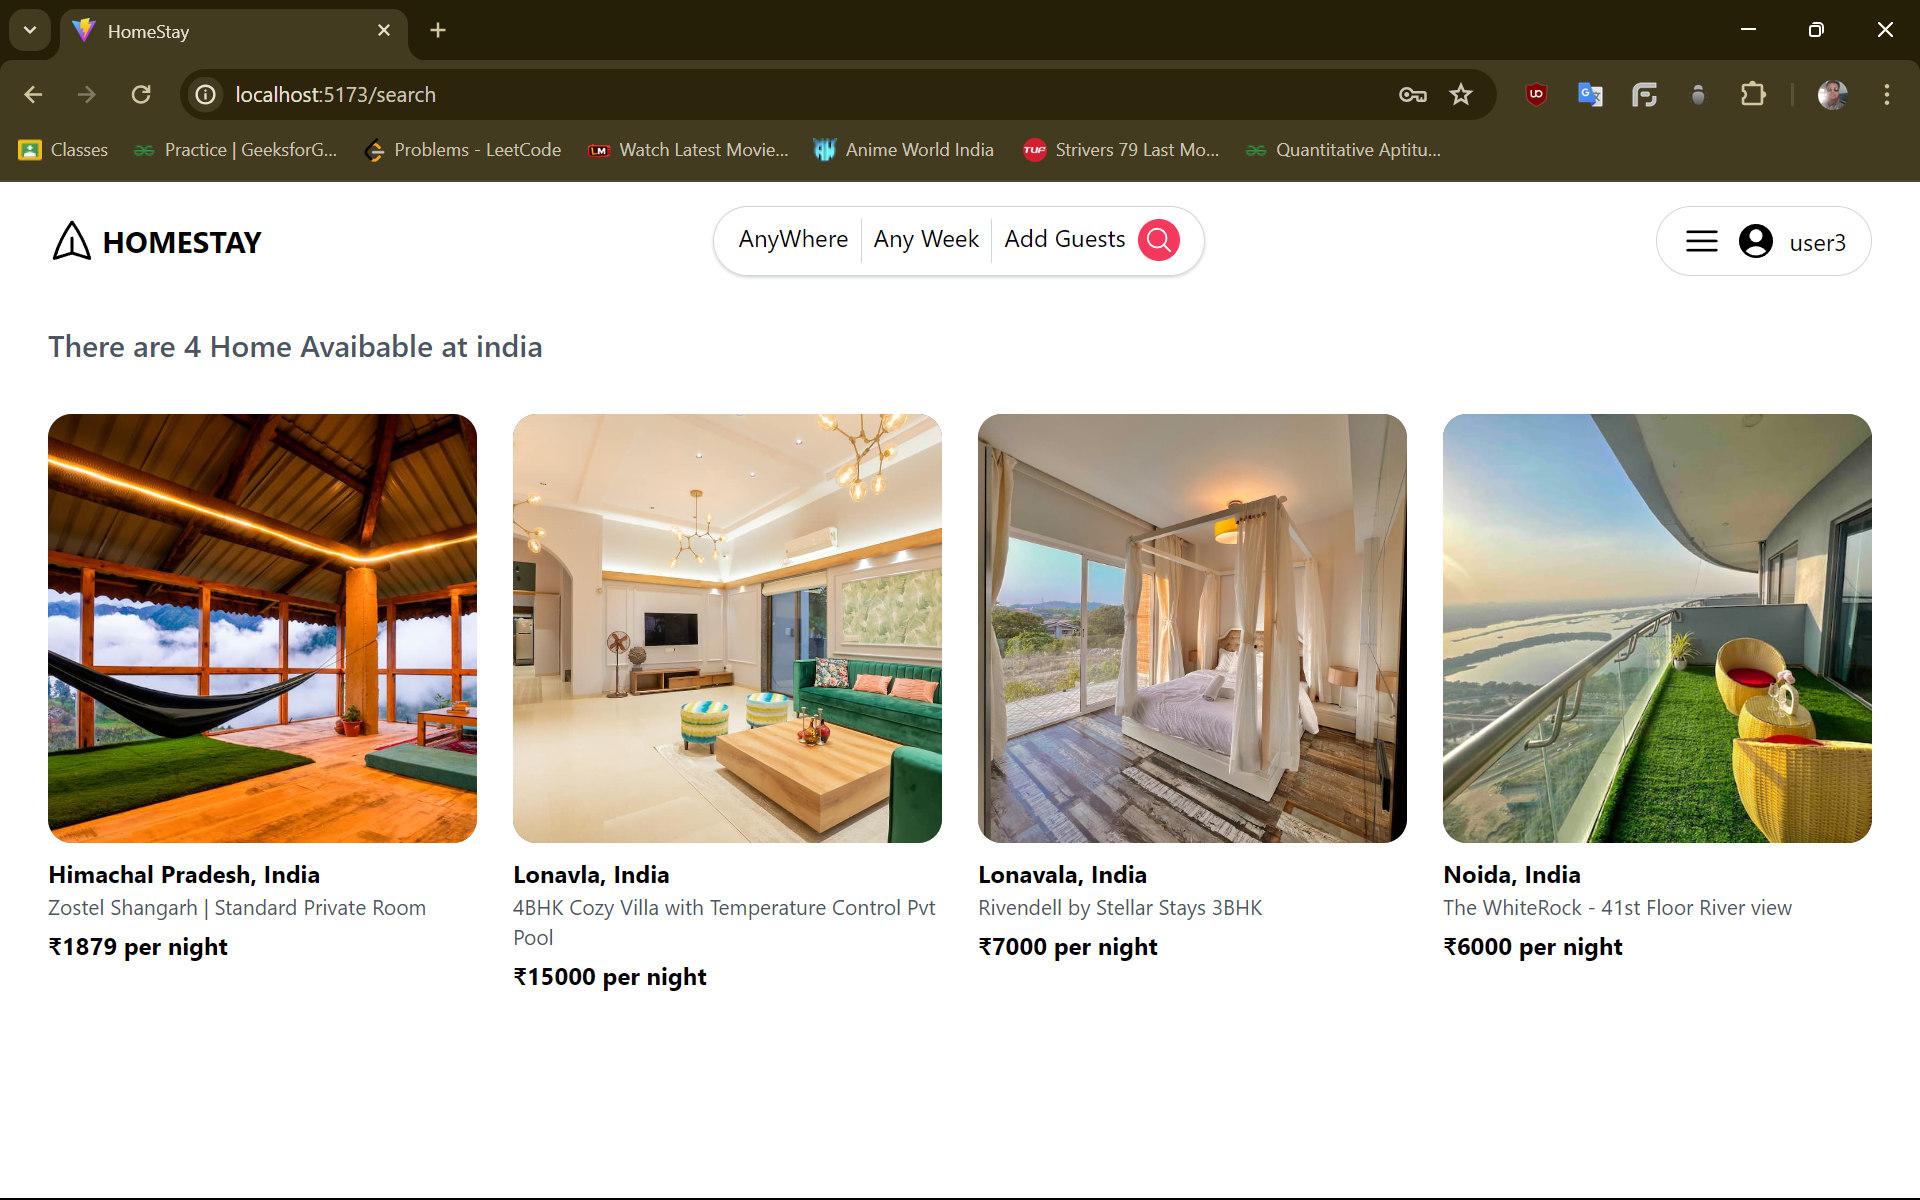 HomeStay
localhost:5173/search
Classes
Practice | GeeksforG...
Problems - LeetCode
LM
Watch Latest Movie...
Anime World India
TUF
Strivers 79 Last Mo...
Quantitative Aptitu...
HOMESTAY
AnyWhere
Any Week
Add Guests
user3
There are 4 Home Avaibable at india
Himachal Pradesh, India
Zostel Shangarh | Standard Private Room
₹1879 per night
Lonavla, India
4BHK Cozy Villa with Temperature Control Pvt
Pool
₹15000 per night
Lonavala, India
Rivendell by Stellar Stays 3BHK
₹7000 per night
Noida, India
The WhiteRock - 41st Floor River view
₹6000 per night